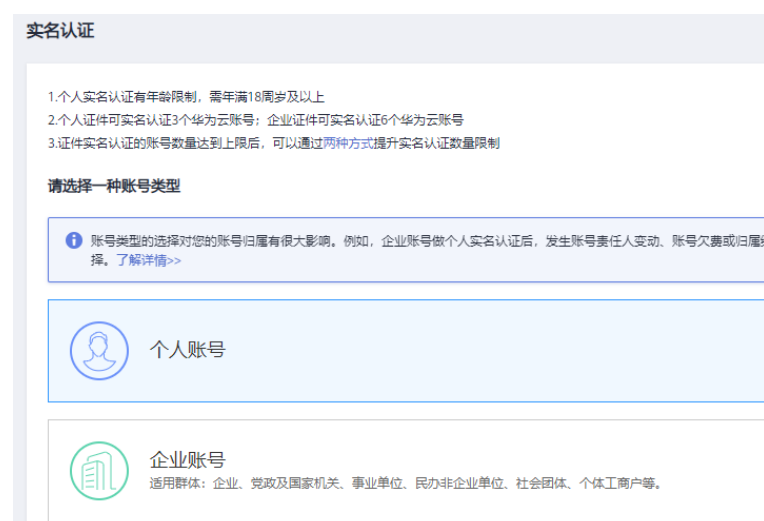 实名认证
1.个人实名认证有年龄限制，需年满18周岁及以上
2.个人证件可实名认证3个华为云账号；企业证件可实名认证6个华为云账号
3.证件实名认证的账号数量达到上限后，可以通过两种方式提升实名认证数量限制
请选择一种账号类型
账号类型的选择对您的账号归属有很大影响。例如，企业账号做个人实名认证后，发生账号责任人变动、账号欠费或归属
择。了解详情>>
个人账号
企业账号
适用群体：企业、党政及国家机关、事业单位、民办非企业单位、社会团体、个体工商户等。